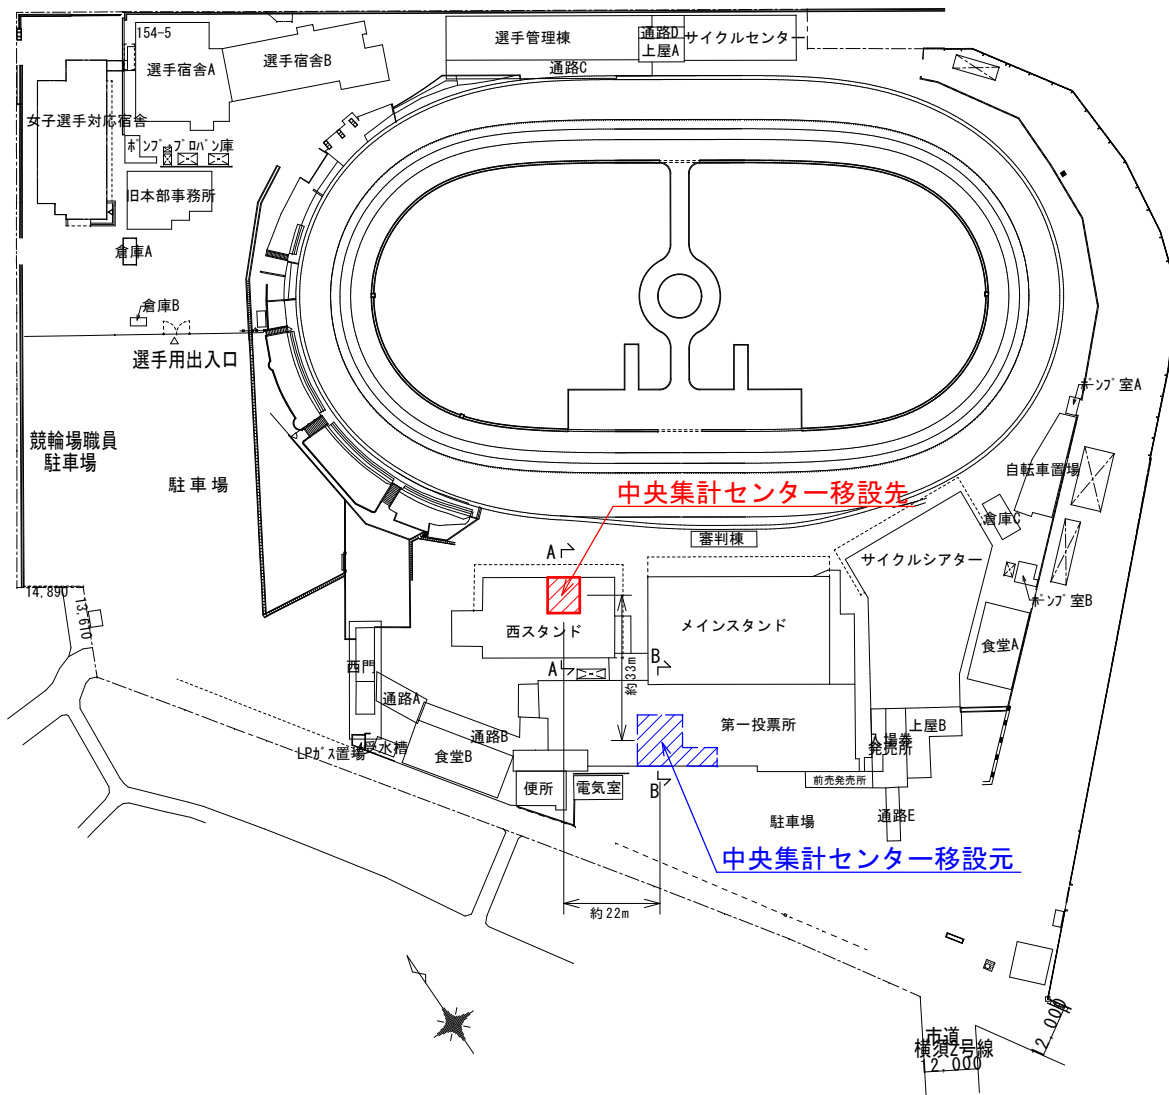 154-5
選手宿舎A
選手宿舎B
選手管理棟
通路D
上屋A
サイクルセンター
通路C
女子選手対応宿舎
ポンプ・プロパン庫
旧本部事務所
倉庫A
倉庫B
選手用出入口
競輪場職員
駐車場
駐車場
ポンプ室A
自転車置場
倉庫C
中央集計センター移設先
審判棟
サイクルシアター
ポンプ室B
食堂A
A
西スタンド
メインスタンド
A
B
約33m
14,890
13,610
西門
通路A
通路B
LPガス置場
受水槽
食堂B
第一投票所
入場券
発売所
上屋B
便所
電気室
B
前売発売所
駐車場
通路E
中央集計センター移設元
約22m
市道
横須2号線
12,000
12,000